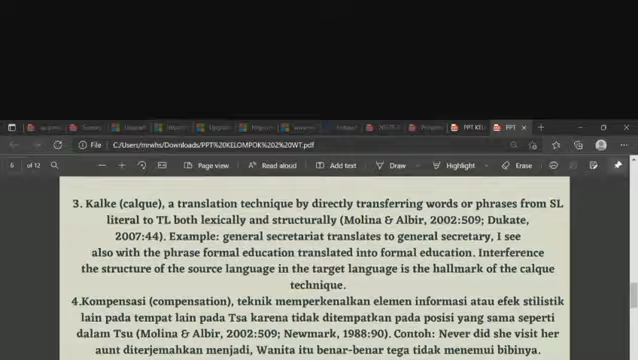 File | C:/Users/mrwhs/Downloads/PPT%20KELOMPOK%202%20WT.pdf
6 of 12 Page view Read aloud Add text Draw Highlight Erase
3. Kalke (calque), a translation technique by directly transferring words or phrases from SL
literal to TL both lexically and structurally (Molina & Albir, 2002:509; Dukate,
2007:44). Example: general secretariat translates to general secretary, I see
also with the phrase formal education translated into formal education. Interference
the structure of the source language in the target language is the hallmark of the calque
technique.
4.Kompensasi (compensation), teknik memperkenalkan elemen informasi atau efek stilistik
lain pada tempat lain pada Tsa karena tidak ditempatkan pada posisi yang sama seperti
dalam Tsu (Molina & Albir, 2002:509; Newmark, 1988:90). Contoh: Never did she visit her
aunt diterjemahkan menjadi, Wanita itu benar-benar tega tidak menemui bibinya.